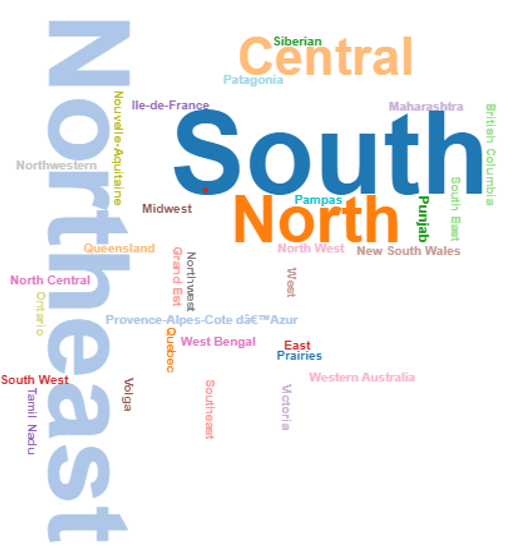 Northeast
Siberian
Central
Patagonia
Nouvelle-Aquitaine
Ile-de-France
Maharashtra
British Columbia
South
Northwestern
South East
Midwest
Pampas
North
Punjab
Queensland
Grand Est
Northwest
North West
New South Wales
West
North Central
Ontario
Provence-Alpes-Cote dâ€™Azur
Quebec
West Bengal
East
Prairies
South West
Tamil Nadu
Volga
Southeast
Victoria
Western Australia